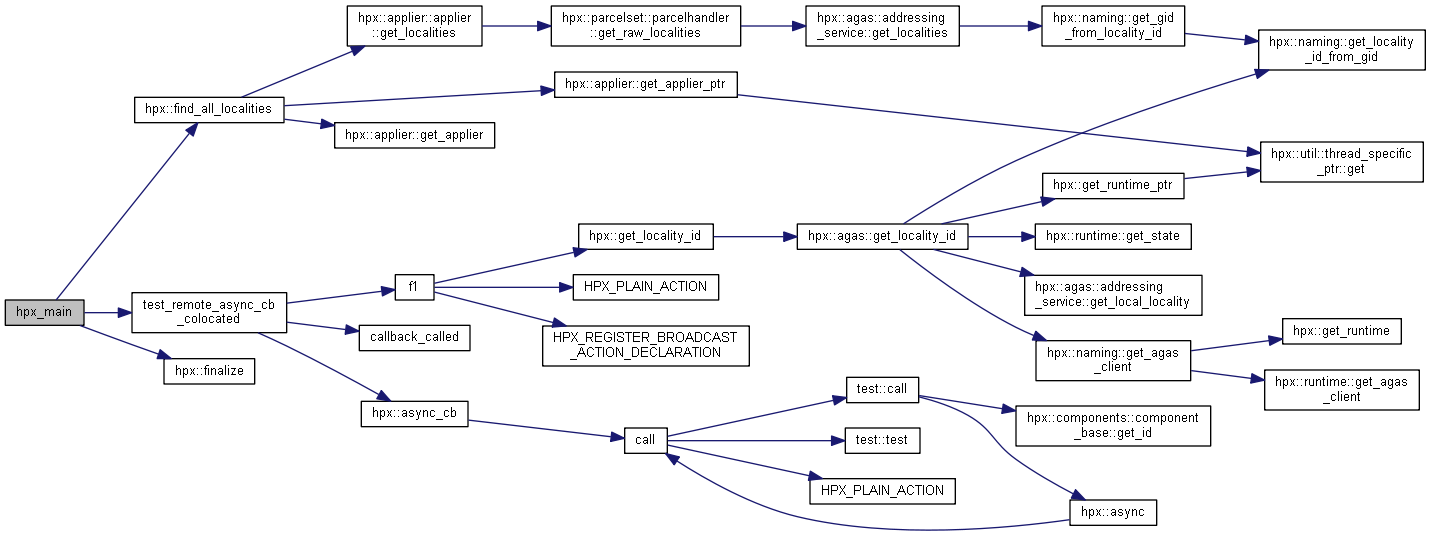 hpx::applier::applier
::get_localities
hpx::parcelset::parcelhandler
::get_raw_localities
hpx::agas::addressing
_service::get_localities
hpx::naming::get_gid
_from_locality_id
hpx::naming::get_locality
_id_from_gid
hpx::find_all_localities
hpx::applier::get_applier_ptr
hpx::applier::get_applier
hpx::util::thread_specific
_ptr::get
hpx::get_runtime_ptr
hpx::get_locality_id
hpx::agas::get_locality_id
hpx::runtime::get_state
f1
HPX_PLAIN_ACTION
hpx::agas::addressing
_service::get_local_locality
hpx_main
test_remote_async_cb
_colocated
callback_called
HPX_REGISTER_BROADCAST
_ACTION_DECLARATION
hpx::naming::get_agas
_client
hpx::get_runtime
hpx::finalize
hpx::runtime::get_agas
_client
hpx::async_cb
call
test::call
hpx::components::component
_base::get_id
test::test
HPX_PLAIN_ACTION
hpx::async